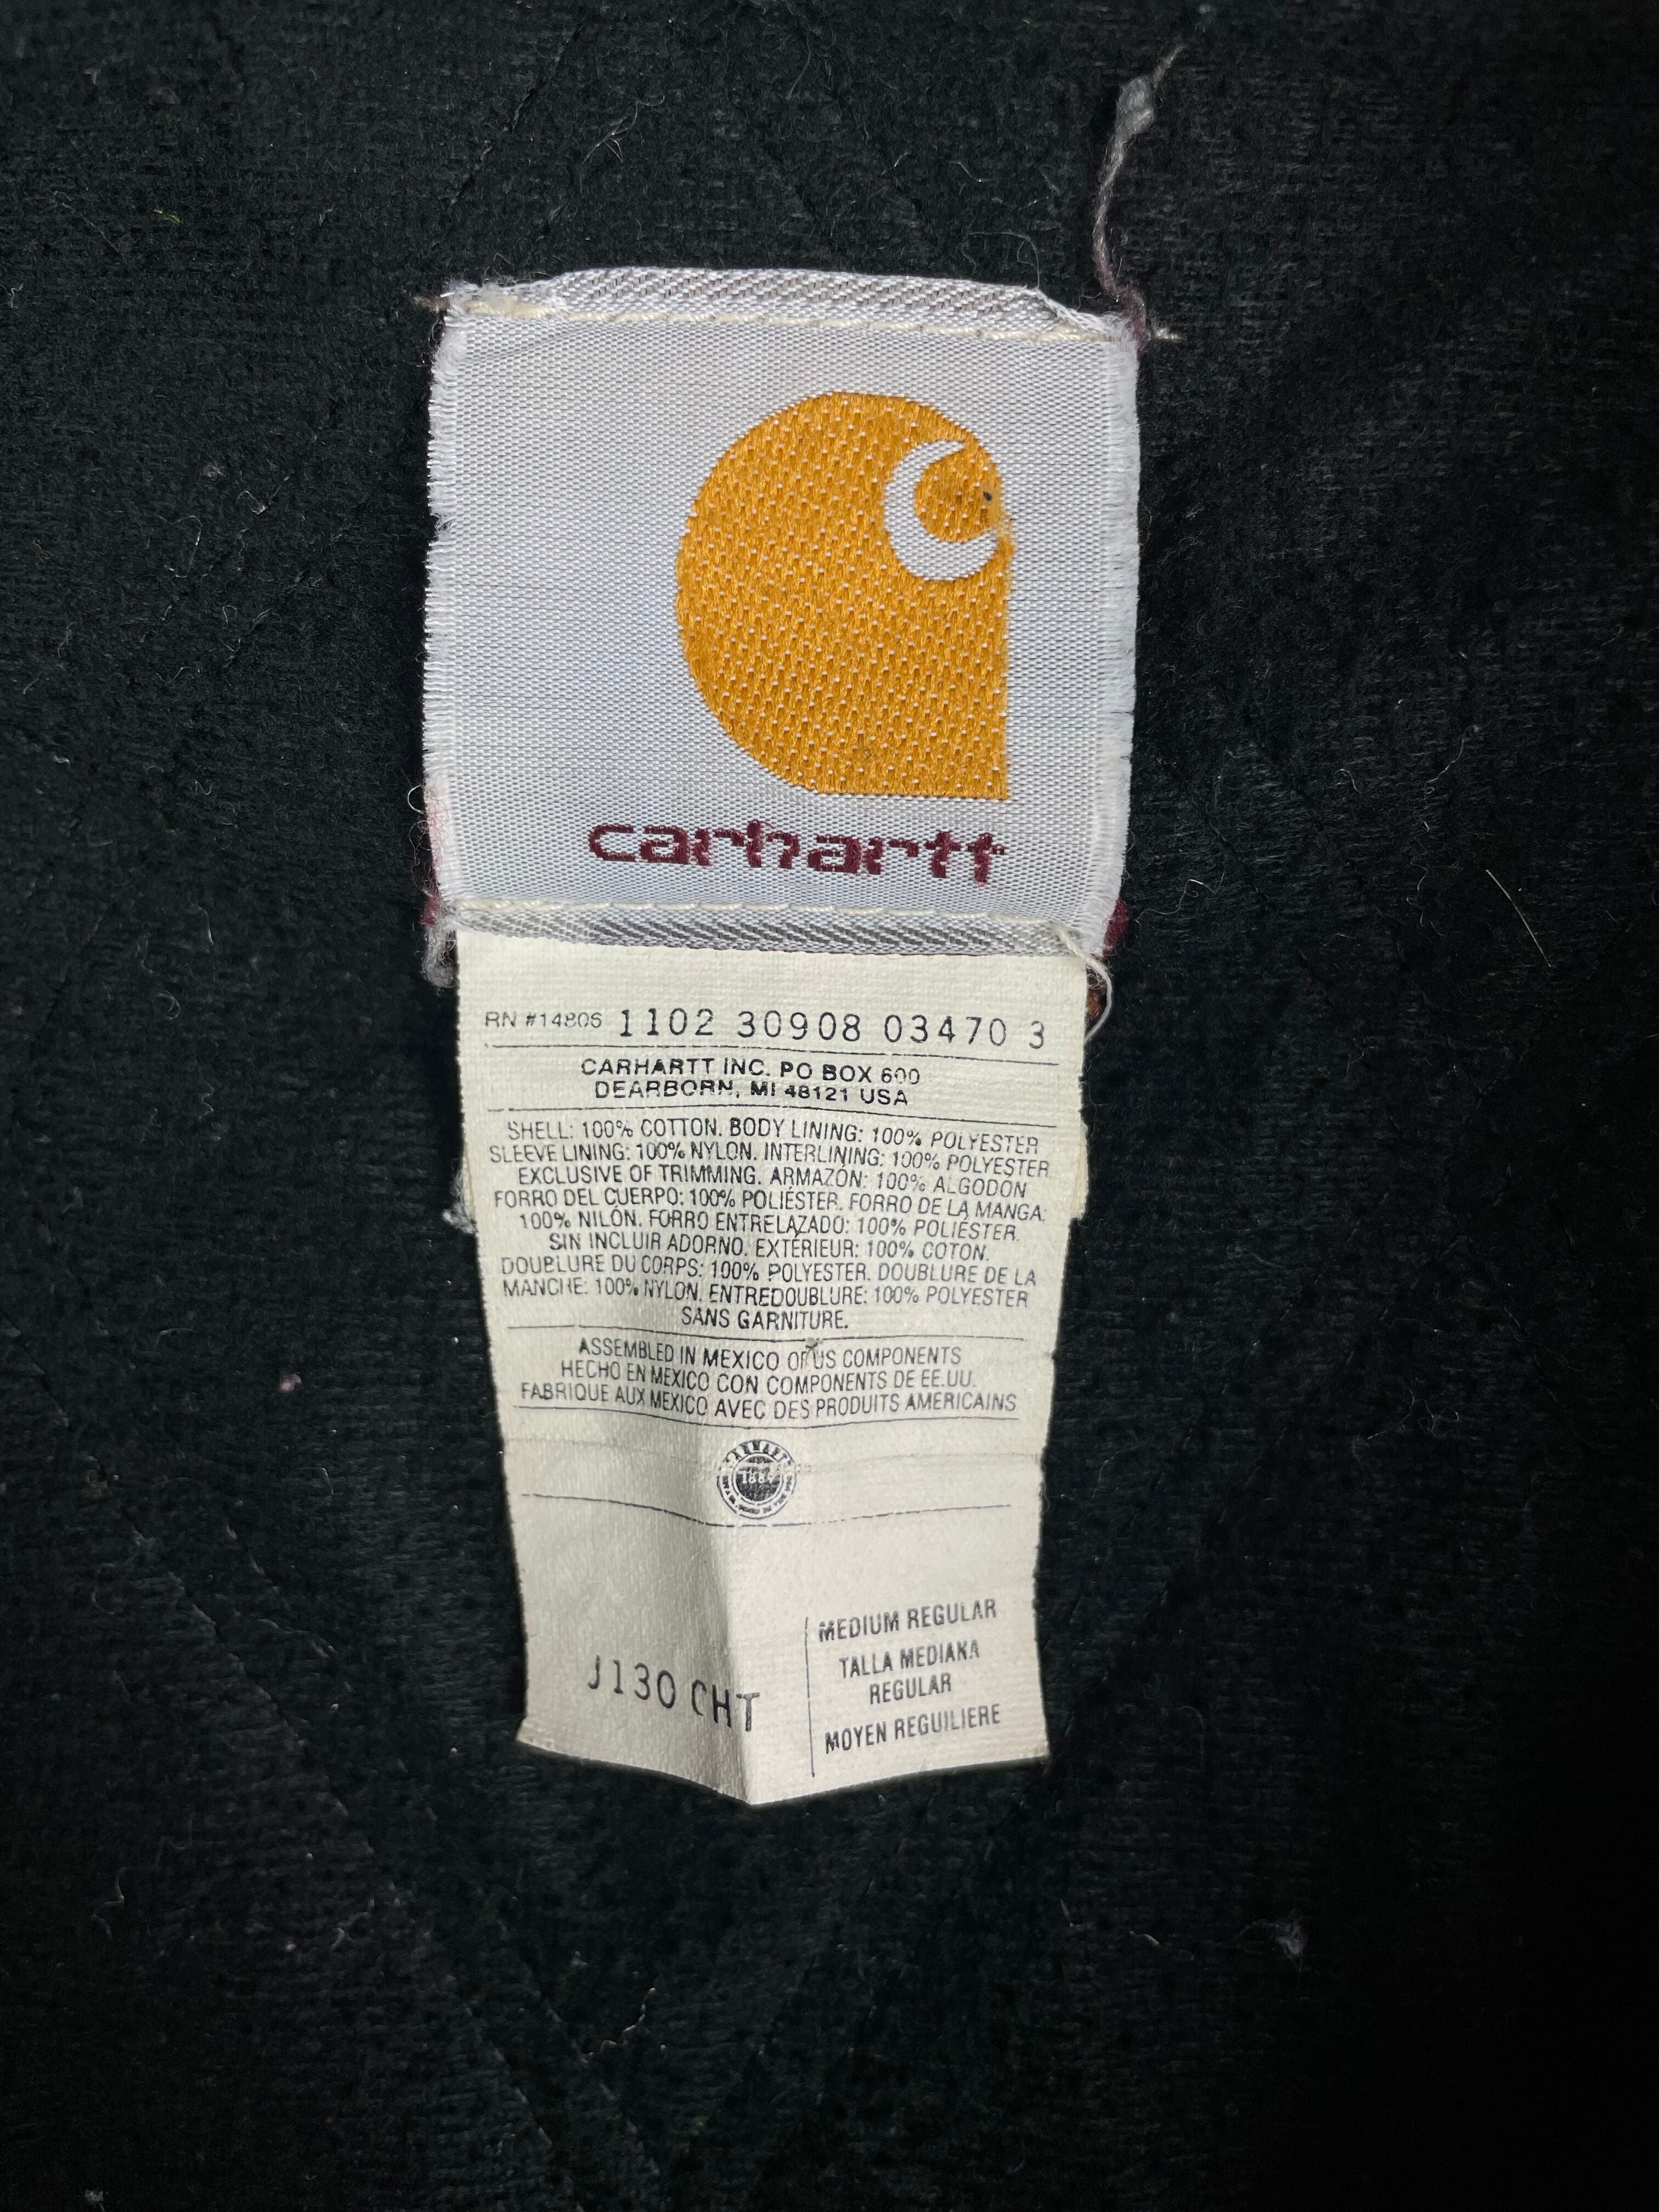 carhartt
RN #14806 1102 30908 03470 3
CARHARTT INC. PO BOX 600
DEARBORN, MI 48121 USA
SHELL: 100% COTTON. BODY LINING: 100% POLYESTER
SLEEVE LINING: 100% NYLON. INTERLINING: 100% POLYESTER
EXCLUSIVE OF TRIMMING. ARMAZÓN: 100% ALGODON
FORRO DEL CUERPO: 100% POLIÉSTER. FORRO DE LA MANGA:
100% NILÓN. FORRO ENTRELAZADO: 100% POLIÉSTER.
SIN INCLUIR ADORNO. EXTÉRIEUR: 100% COTON.
DOUBLURE DU CORPS: 100% POLYESTER. DOUBLURE DE LA
MANCHE: 100% NYLON. ENTREDOUBLURE: 100% POLYESTER
SANS GARNITURE.
ASSEMBLED IN MEXICO OF US COMPONENTS
HECHO EN MEXICO CON COMPONENTS DE EE.UU.
FABRIQUE AUX MEXICO AVEC DES PRODUITS AMERICAINS
CARHARTT
1889
J130 CHT
MEDIUM REGULAR
TALLA MEDIANA
REGULAR
MOYEN REGUILIERE